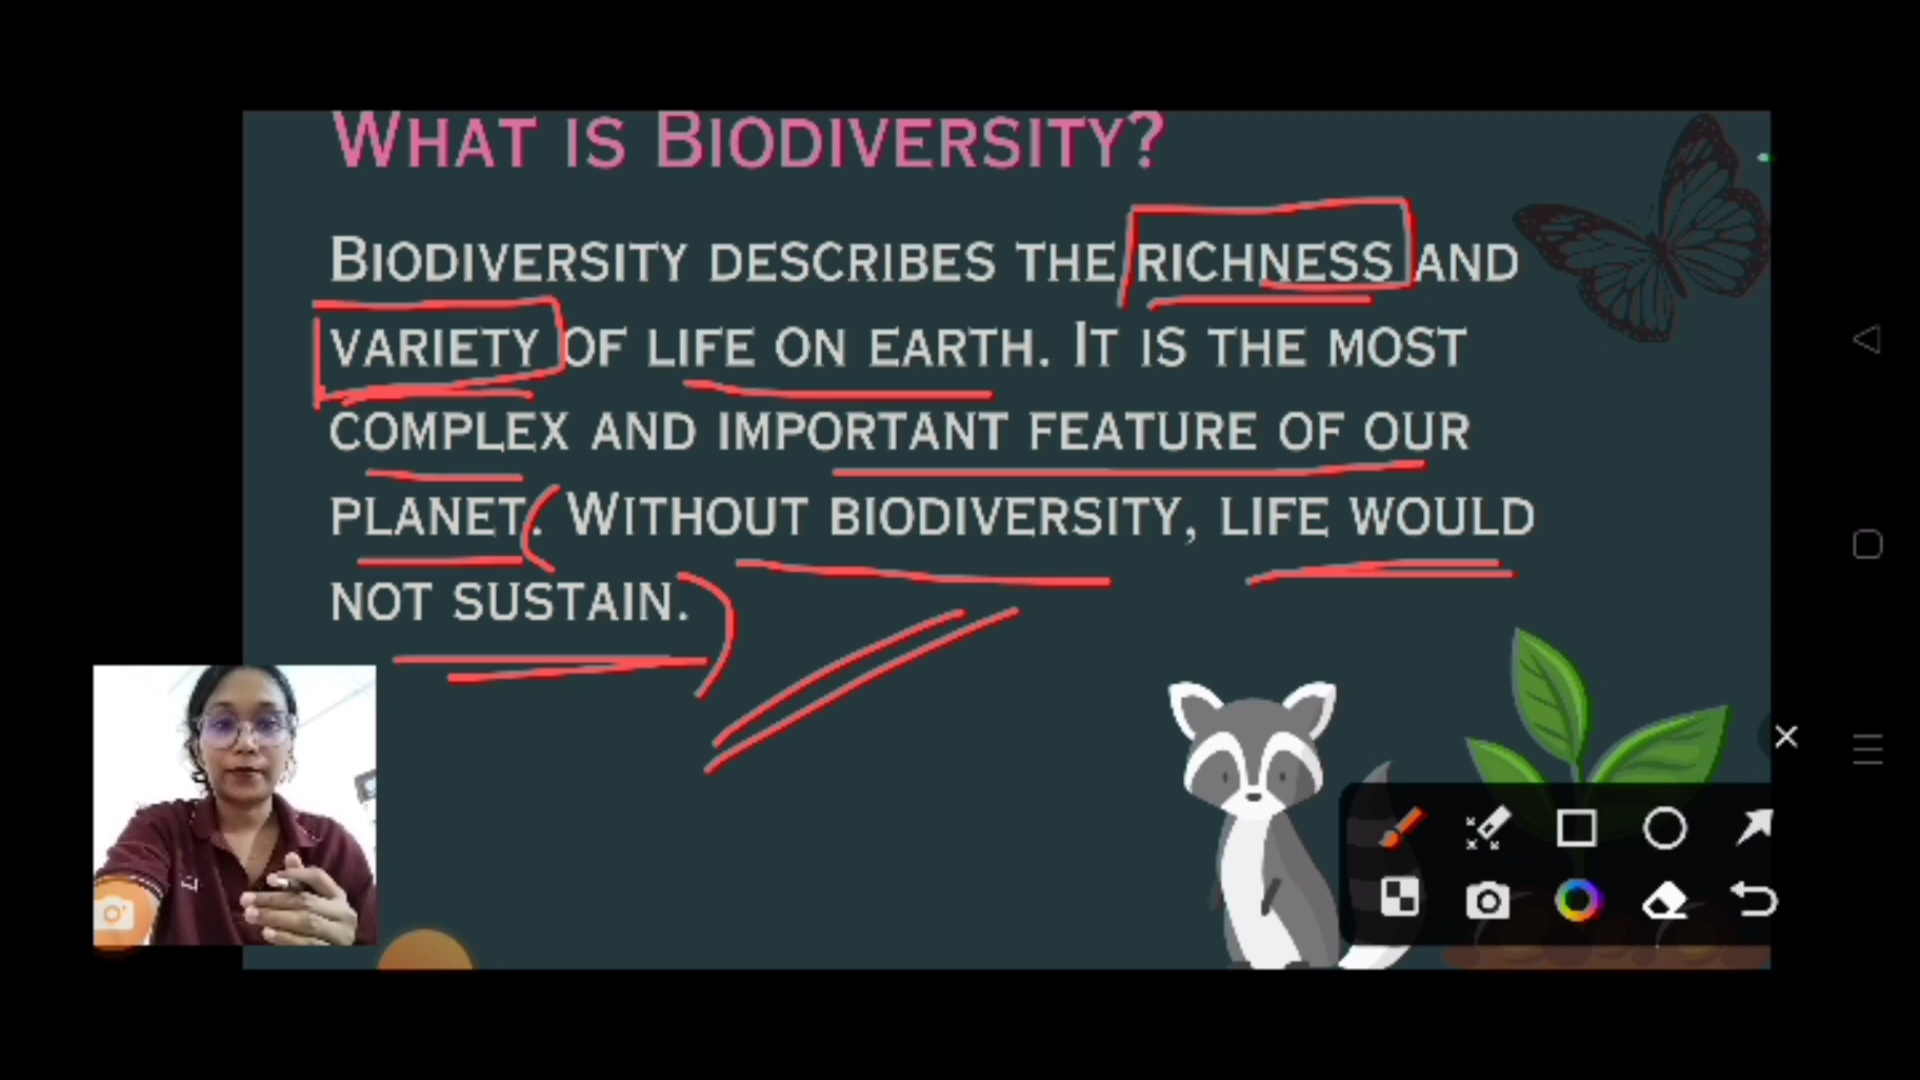 WHAT IS BIODIVERSITY?
BIODIVERSITY DESCRIBES THE RICHNESS AND
VARIETY OF LIFE ON EARTH. IT IS THE MOST
COMPLEX AND IMPORTANT FEATURE OF OUR
PLANET. WITHOUT BIODIVERSITY, LIFE WOULD
NOT SUSTAIN.